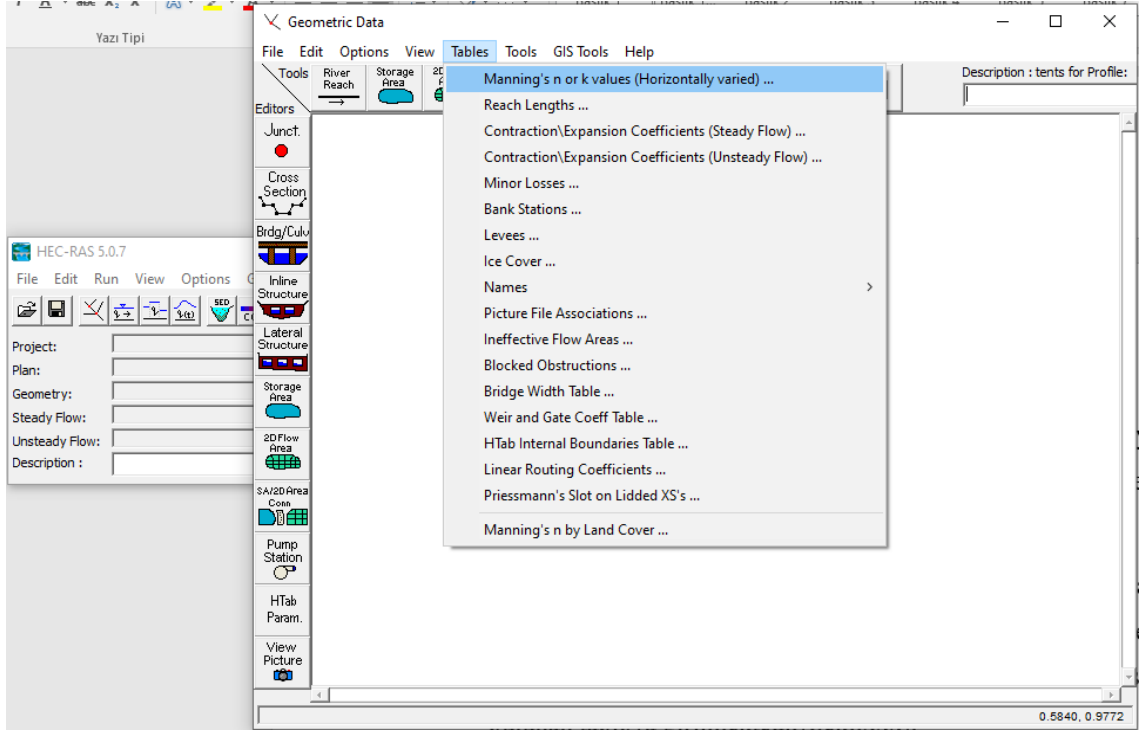 Yazı Tipi
Geometric Data
File Edit Options View Tables Tools GIS Tools Help
Tools
Editors
River
Reach
Storage
Area
Description : tents for Profile:
Manning's n or k values (Horizontally varied) ...
Reach Lengths ...
Contraction\Expansion Coefficients (Steady Flow) ...
Contraction\Expansion Coefficients (Unsteady Flow) ...
Minor Losses ...
Bank Stations ...
Levees ...
Ice Cover ...
Names
Picture File Associations ...
Ineffective Flow Areas ...
Blocked Obstructions ...
Bridge Width Table ...
Weir and Gate Coeff Table ...
HTab Internal Boundaries Table ...
Linear Routing Coefficients ...
Priessmann's Slot on Lidded XS's ...
Manning's n by Land Cover ...
Junct.
Cross
Section
Brdg/Culv
Inline
Structure
Lateral
Structure
Storage
Area
2D Flow
Area
SA/2D Area
Conn
Pump
Station
HTab
Param.
View
Picture
0.5840, 0.9772
HEC-RAS 5.0.7
File Edit Run View Options
SED
Project:
Plan:
Geometry:
Steady Flow:
Unsteady Flow:
Description :